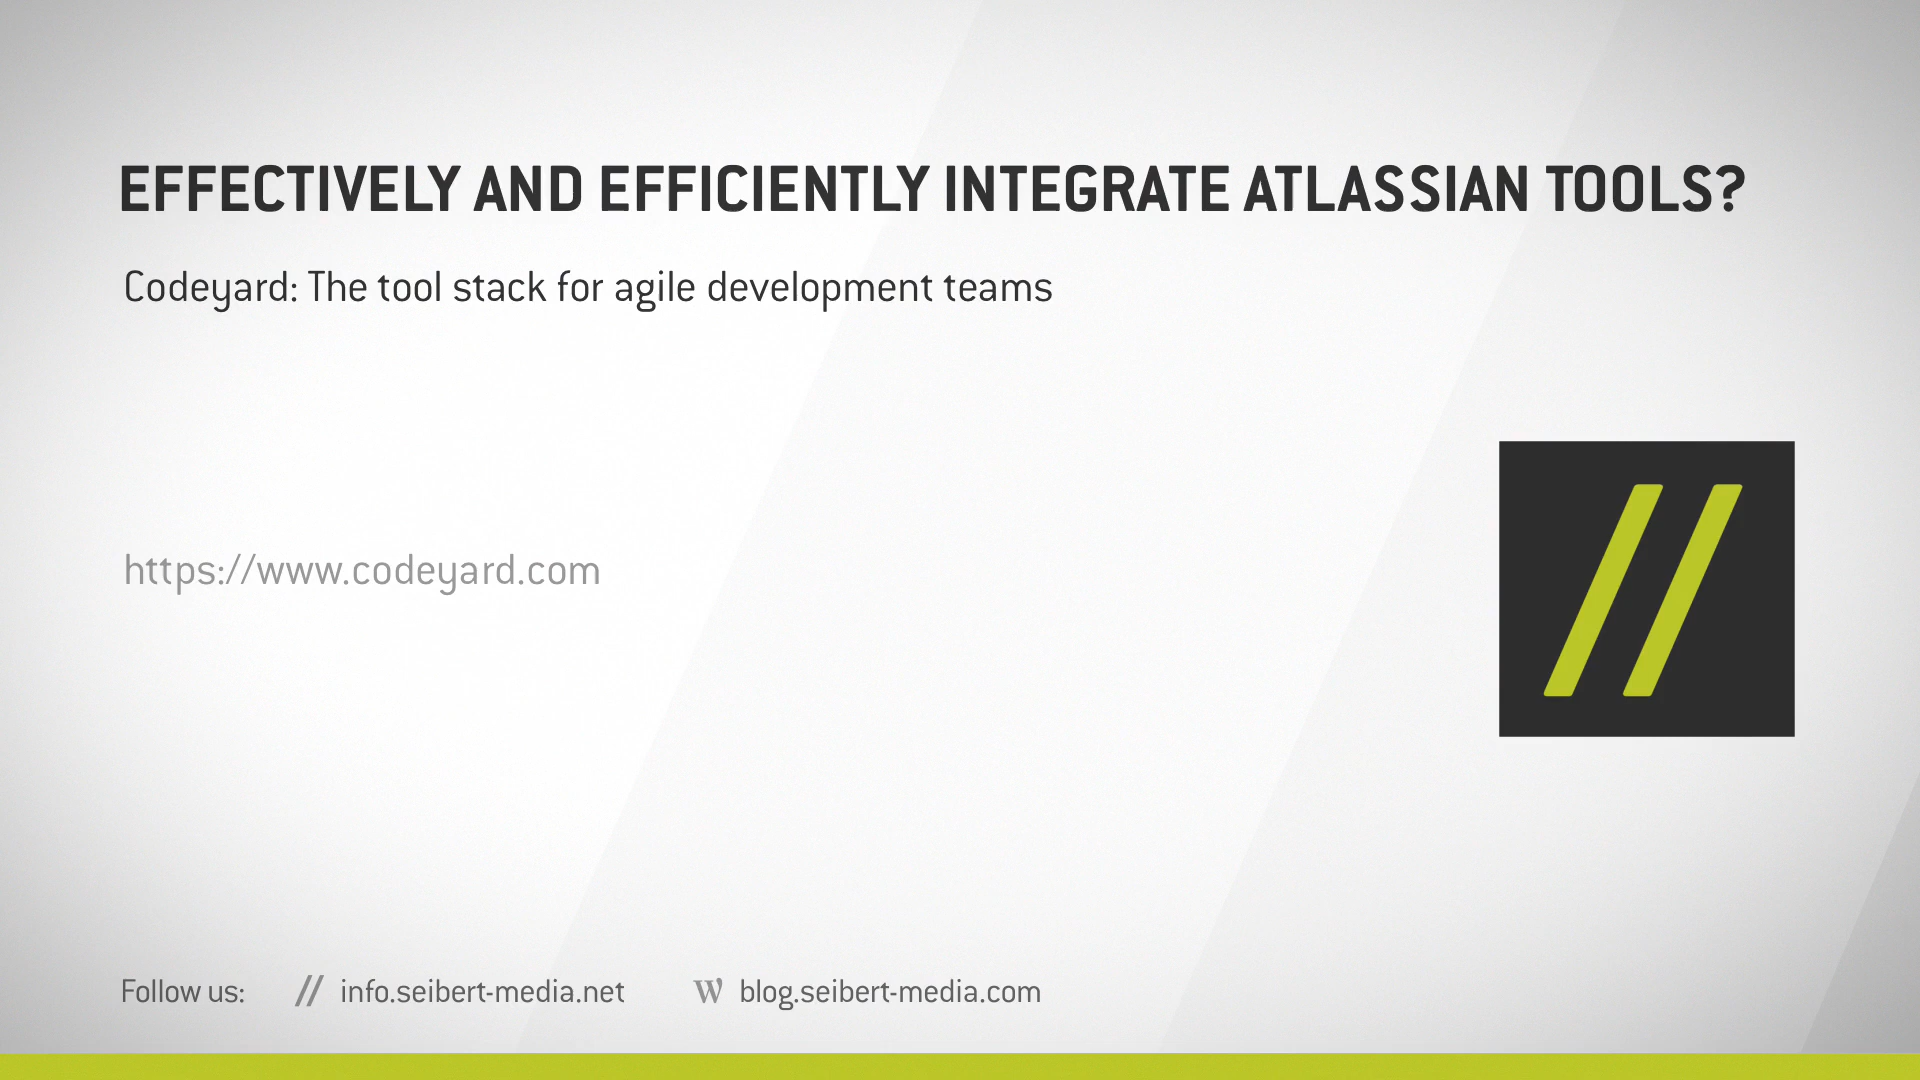 EFFECTIVELY AND EFFICIENTLY INTEGRATE ATLASSIAN TOOLS?
Codeyard: The tool stack for agile development teams
https://www.codeyard.com
//
Follow us: // info.seibert-media.net W blog.seibert-media.com